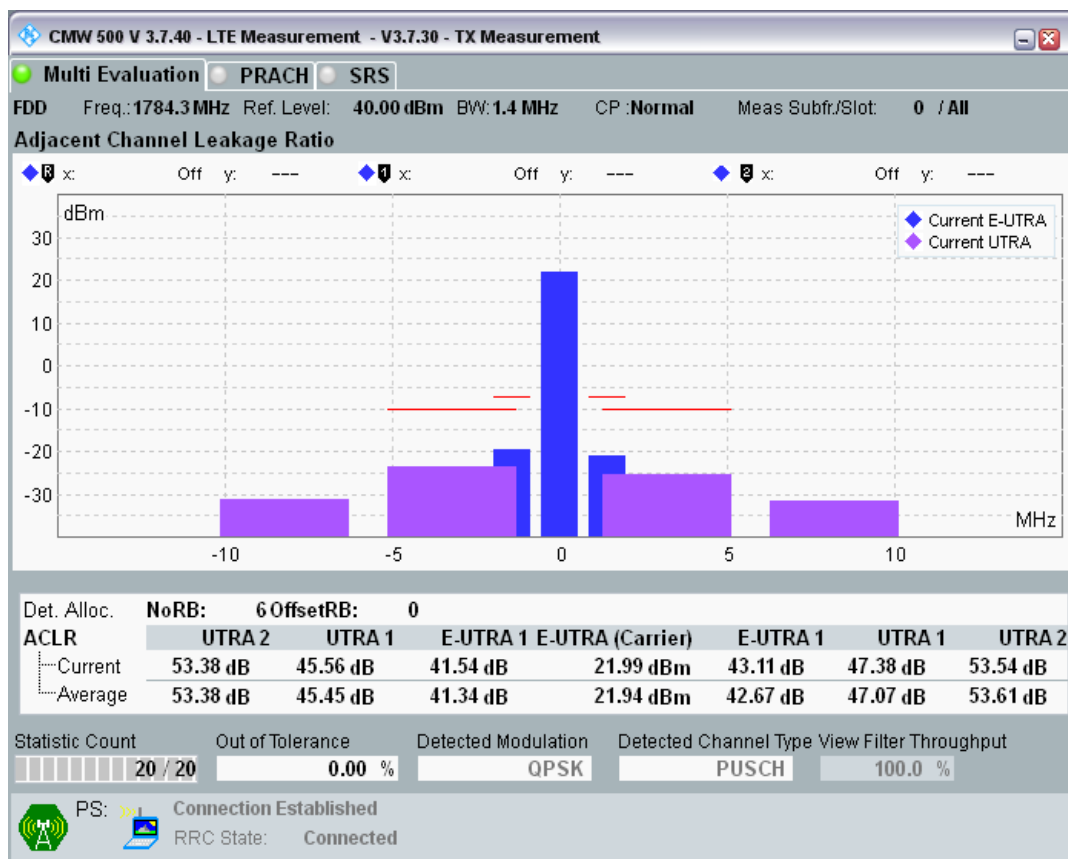 CMW 500 V 3.7.40 - LTE Measurement - V3.7.30 - TX Measurement
Multi Evaluation PRACH SRS
FDD Freq.: 1784.3 MHz Ref. Level: 40.00 dBm BW: 1.4 MHz CP : Normal Meas Subfr./Slot: 0 / All
Adjacent Channel Leakage Ratio
R x: Off y: --- 1 x: Off y: --- 2 x: Off y: ---
dBm
Current E-UTRA
Current UTRA
30
20
10
0
-10
-20
-30
MHz
-10 -5 0 5 10
Det. Alloc. NoRB: 6 OffsetRB: 0
ACLR UTRA 2 UTRA 1 E-UTRA 1 E-UTRA (Carrier) E-UTRA 1 UTRA 1 UTRA 2
Current 53.38 dB 45.56 dB 41.54 dB 21.99 dBm 43.11 dB 47.38 dB 53.54 dB
Average 53.38 dB 45.45 dB 41.34 dB 21.94 dBm 42.67 dB 47.07 dB 53.61 dB
Statistic Count Out of Tolerance Detected Modulation Detected Channel Type View Filter Throughput
20 / 20 0.00 % QPSK PUSCH 100.0 %
PS: Connection Established
RRC State: Connected